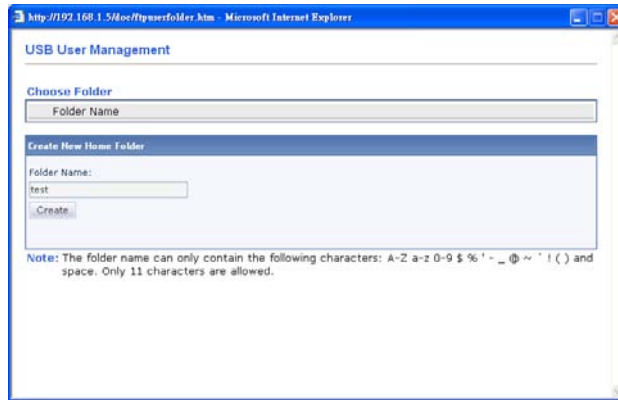 http://192.168.1.5/doc/ftpuserfolder.htm - Microsoft Internet Explorer
USB User Management
Choose Folder
Folder Name
Create New Home Folder
Folder Name:
test
Create
Note: The folder name can only contain the following characters: A-Z a-z 0-9 $ % ' - _ @ ~ ` ! ( ) and
space. Only 11 characters are allowed.